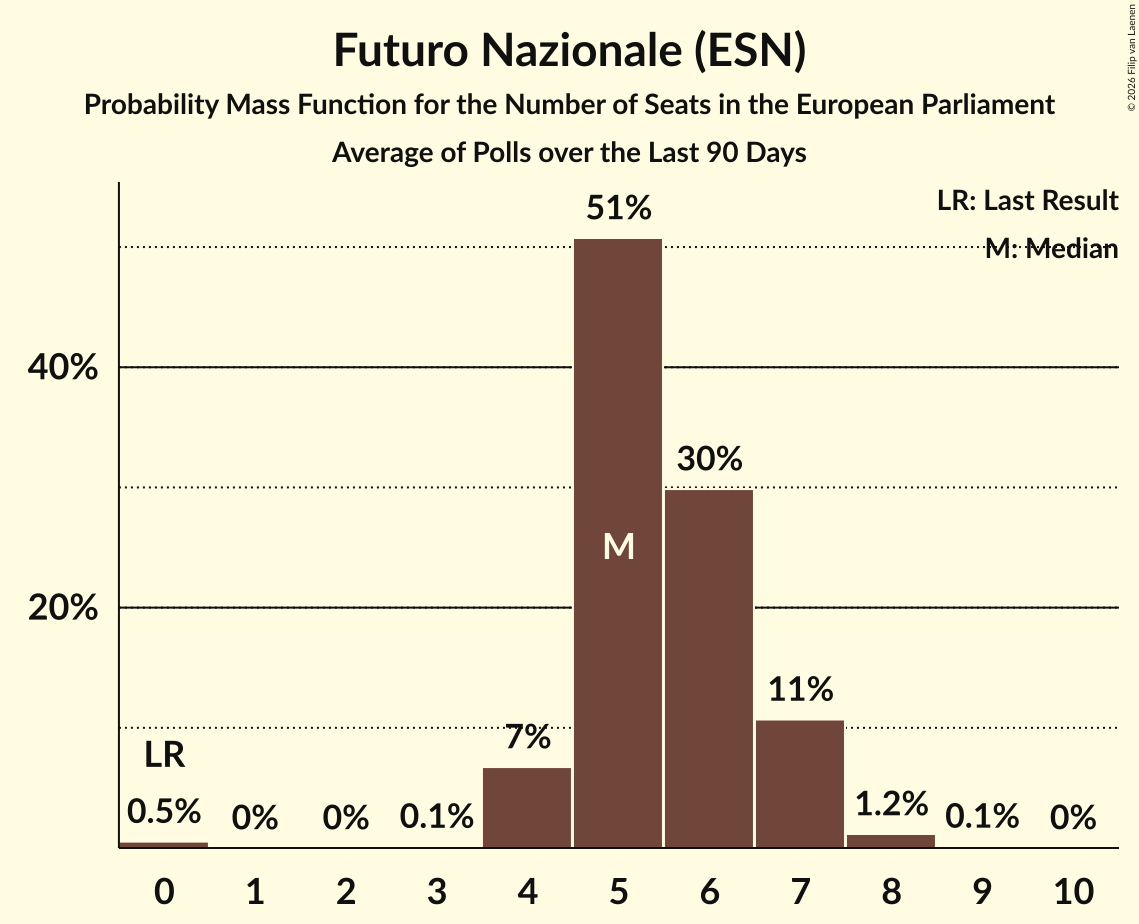 Futuro Nazionale (ESN)
Probability Mass Function for the Number of Seats in the European Parliament
Average of Polls over the Last 90 Days
© 2026 Filip van Laenen
LR: Last Result
M: Median
40%
20%
LR
0.5%
0%
0%
0.1%
7%
51%
M
30%
11%
1.2%
0.1%
0%
0 1 2 3 4 5 6 7 8 9 10